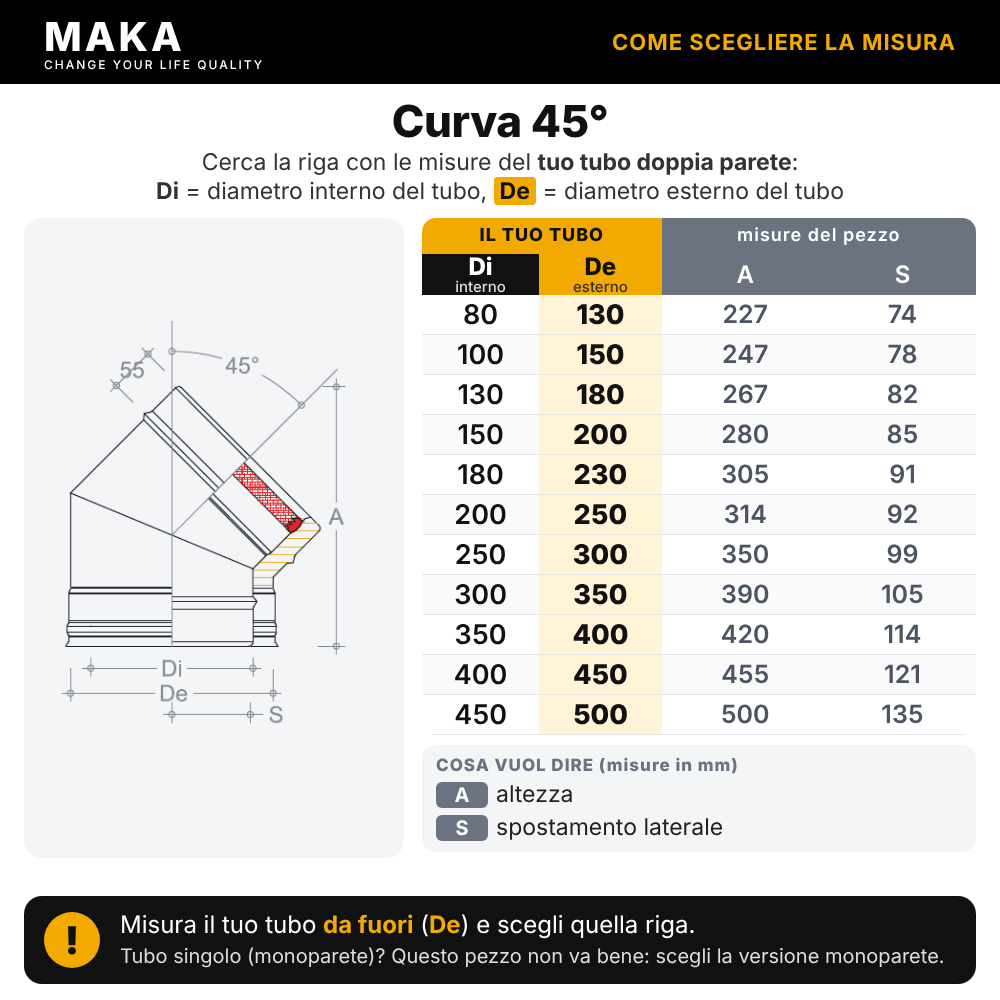 MAKA
CHANGE YOUR LIFE QUALITY
COME SCEGLIERE LA MISURA
Curva 45°
Cerca la riga con le misure del tuo tubo doppia parete:
Di = diametro interno del tubo, De = diametro esterno del tubo
55
45°
A
Di
De
S
IL TUO TUBO misure del pezzo
Di De A S
interno esterno
80 130 227 74
100 150 247 78
130 180 267 82
150 200 280 85
180 230 305 91
200 250 314 92
250 300 350 99
300 350 390 105
350 400 420 114
400 450 455 121
450 500 500 135
COSA VUOL DIRE (misure in mm)
A altezza
S spostamento laterale
! Misura il tuo tubo da fuori (De) e scegli quella riga.
Tubo singolo (monoparete)? Questo pezzo non va bene: scegli la versione monoparete.